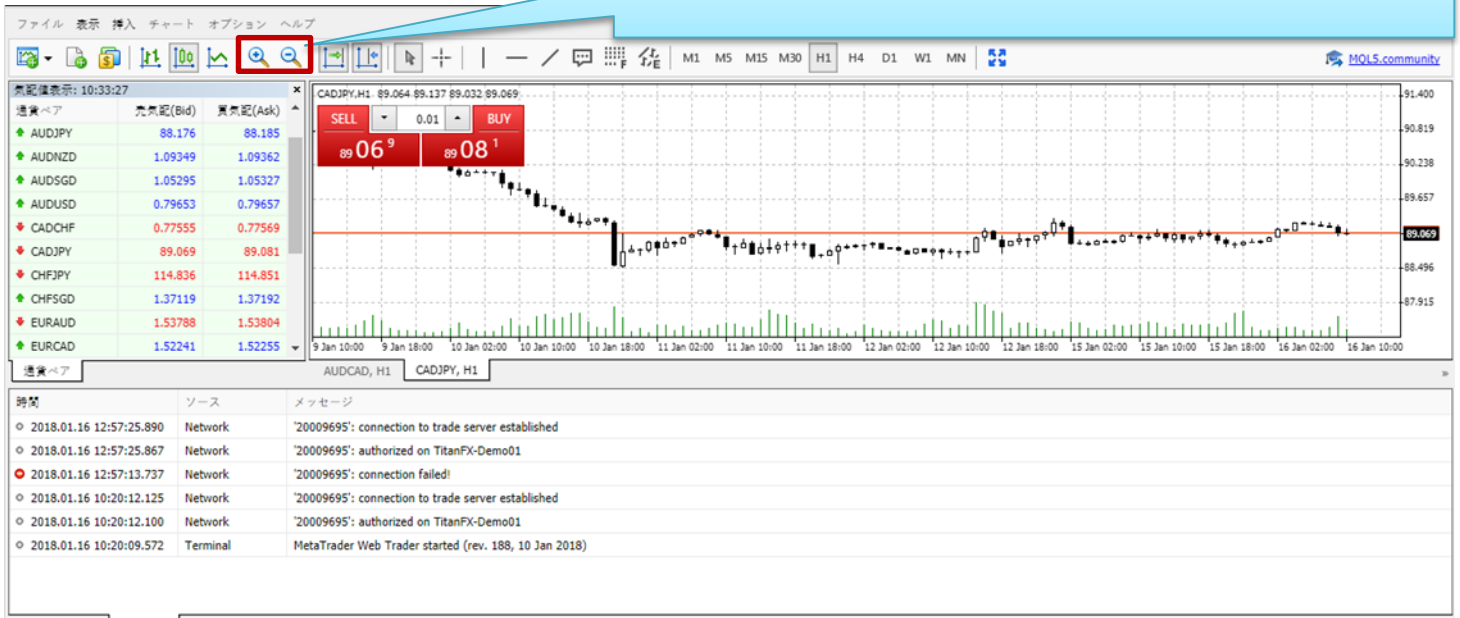 ファイル 表示 挿入 チャート オプション ヘルプ
F E M1 M5 M15 M30 H1 H4 D1 W1 MN MQL5.community
気配値表示: 10:33:27
通貨ペア 売気配(Bid) 買気配(Ask)
AUDJPY 88.176 88.185
AUDNZD 1.09349 1.09362
AUDSGD 1.05295 1.05327
AUDUSD 0.79653 0.79657
CADCHF 0.77555 0.77569
CADJPY 89.069 89.081
CHFJPY 114.836 114.851
CHFSGD 1.37119 1.37192
EURAUD 1.53788 1.53804
EURCAD 1.52241 1.52255
通貨ペア
CADJPY,H1 89.064 89.137 89.032 89.069
SELL 0.01 BUY
89 06 9 89 08 1
91.400
90.819
90.238
89.657
89.069
88.496
87.915
9 Jan 10:00 9 Jan 18:00 10 Jan 02:00 10 Jan 10:00 10 Jan 18:00 11 Jan 02:00 11 Jan 10:00 11 Jan 18:00 12 Jan 02:00 12 Jan 10:00 12 Jan 18:00 15 Jan 02:00 15 Jan 10:00 15 Jan 18:00 16 Jan 02:00 16 Jan 10:00
AUDCAD, H1 CADJPY, H1
時間 ソース メッセージ
2018.01.16 12:57:25.890 Network '20009695': connection to trade server established
2018.01.16 12:57:25.867 Network '20009695': authorized on TitanFX-Demo01
2018.01.16 12:57:13.737 Network '20009695': connection failed!
2018.01.16 10:20:12.125 Network '20009695': connection to trade server established
2018.01.16 10:20:12.100 Network '20009695': authorized on TitanFX-Demo01
2018.01.16 10:20:09.572 Terminal MetaTrader Web Trader started (rev. 188, 10 Jan 2018)